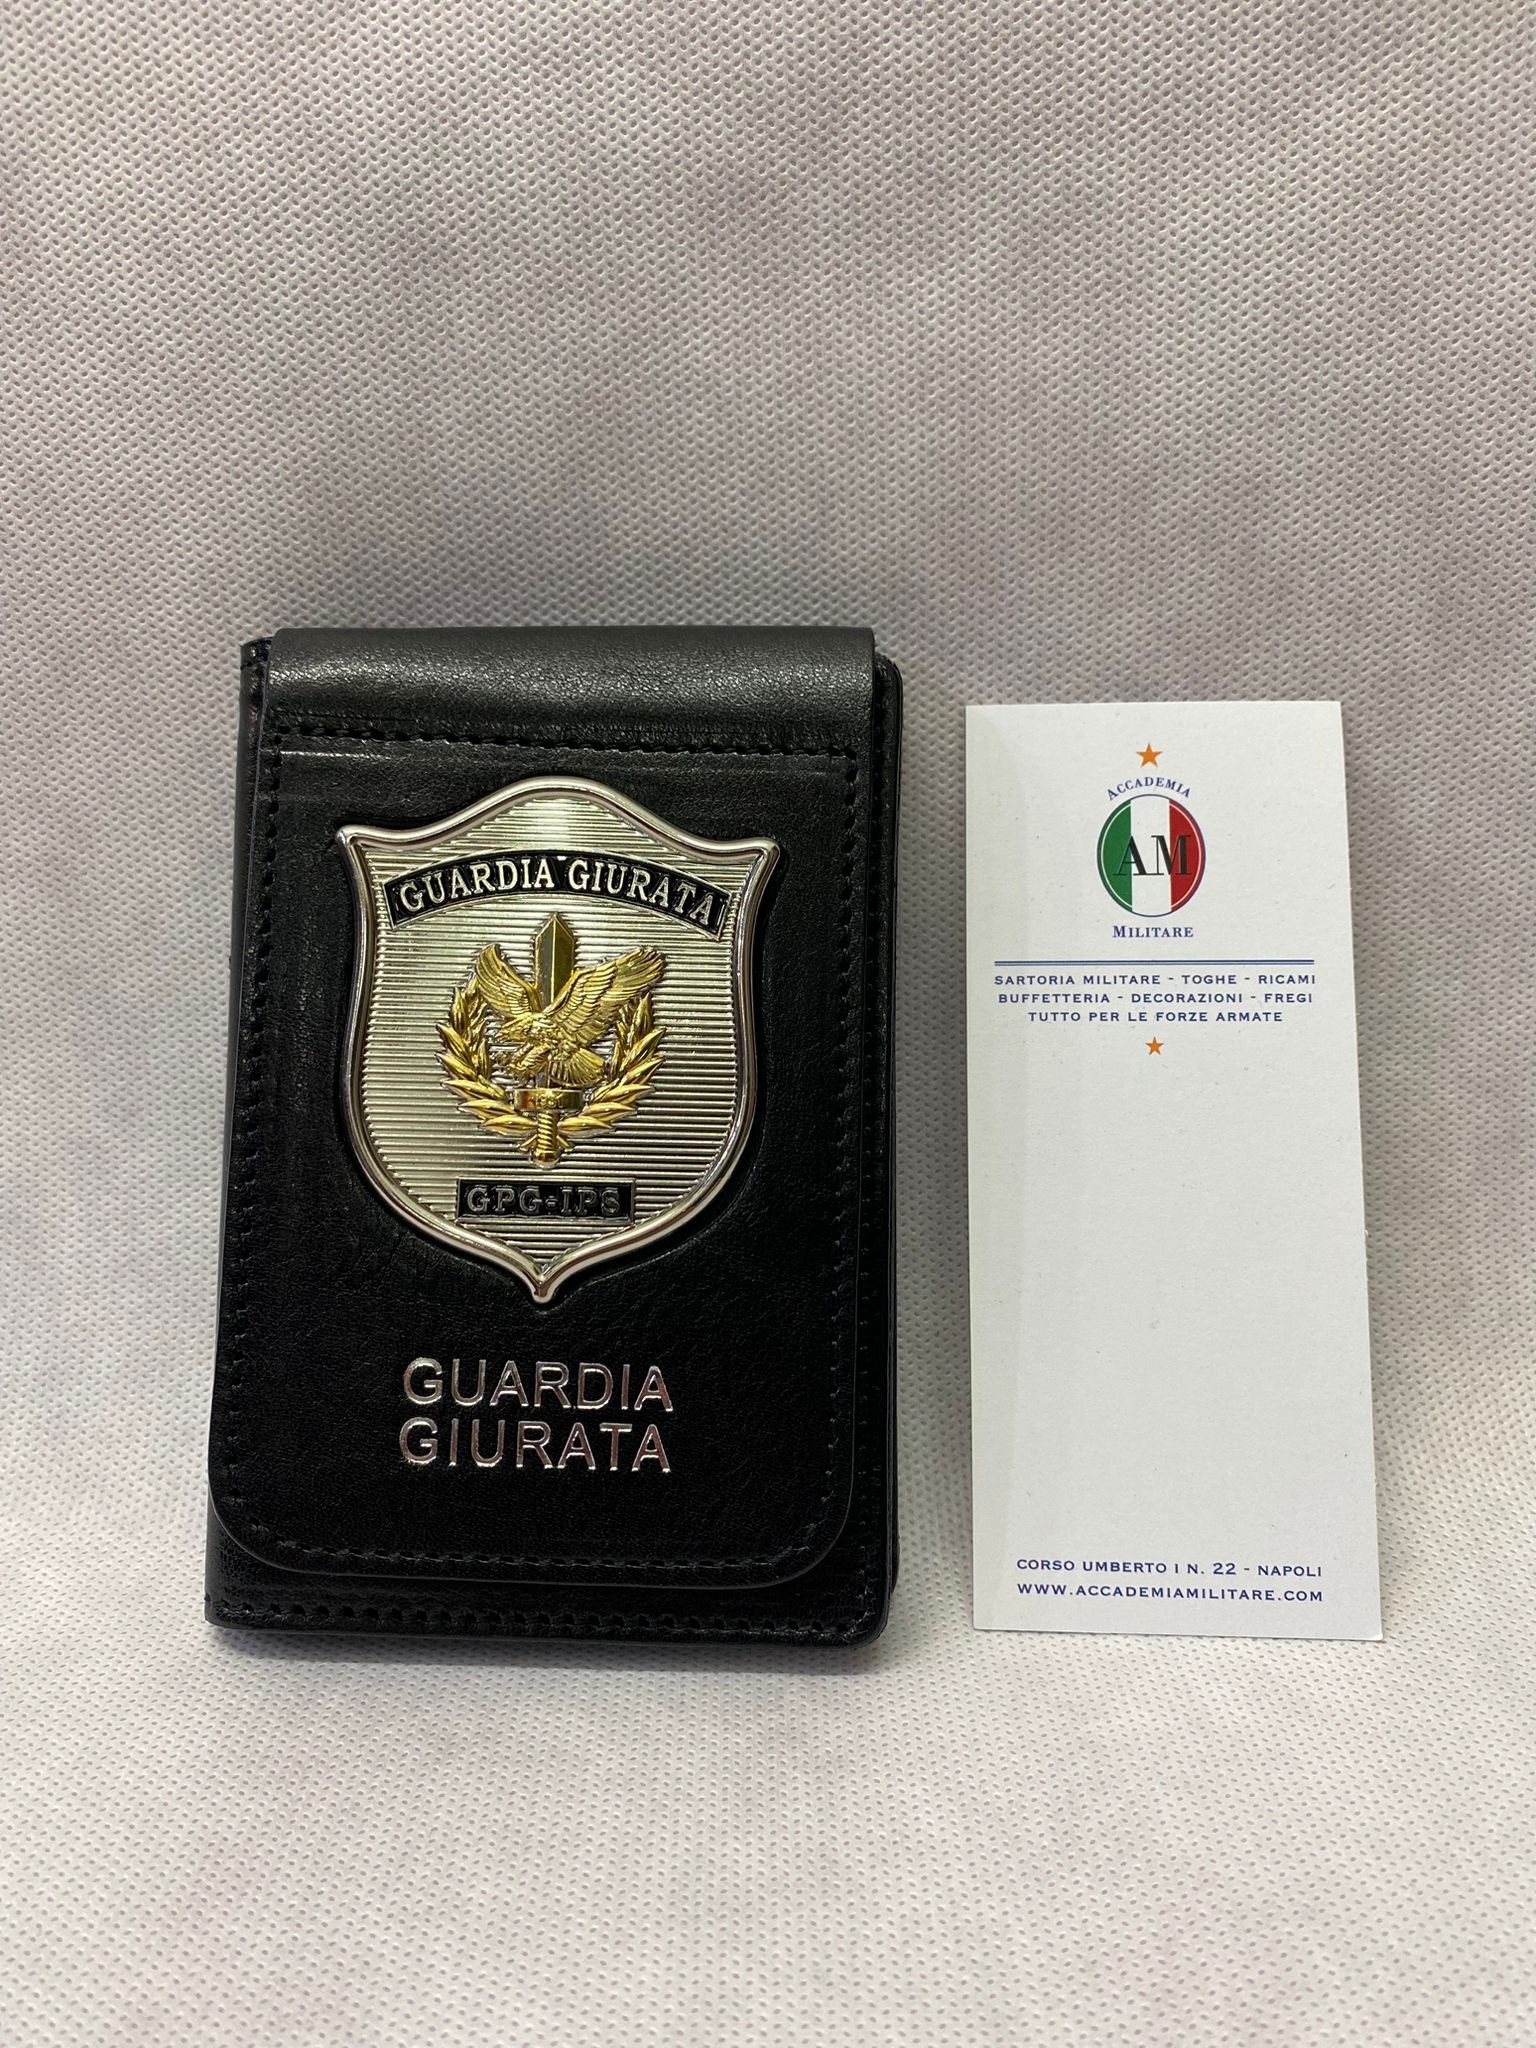 GUARDIA GIURATA
GPG-IPS
GUARDIA
GIURATA
ACCADEMIA
AM
MILITARE
SARTORIA MILITARE - TOGHE - RICAMI
BUFFETTERIA - DECORAZIONI - FREGI
TUTTO PER LE FORZE ARMATE
CORSO UMBERTO I N. 22 - NAPOLI
WWW.ACCADEMIAMILITARE.COM